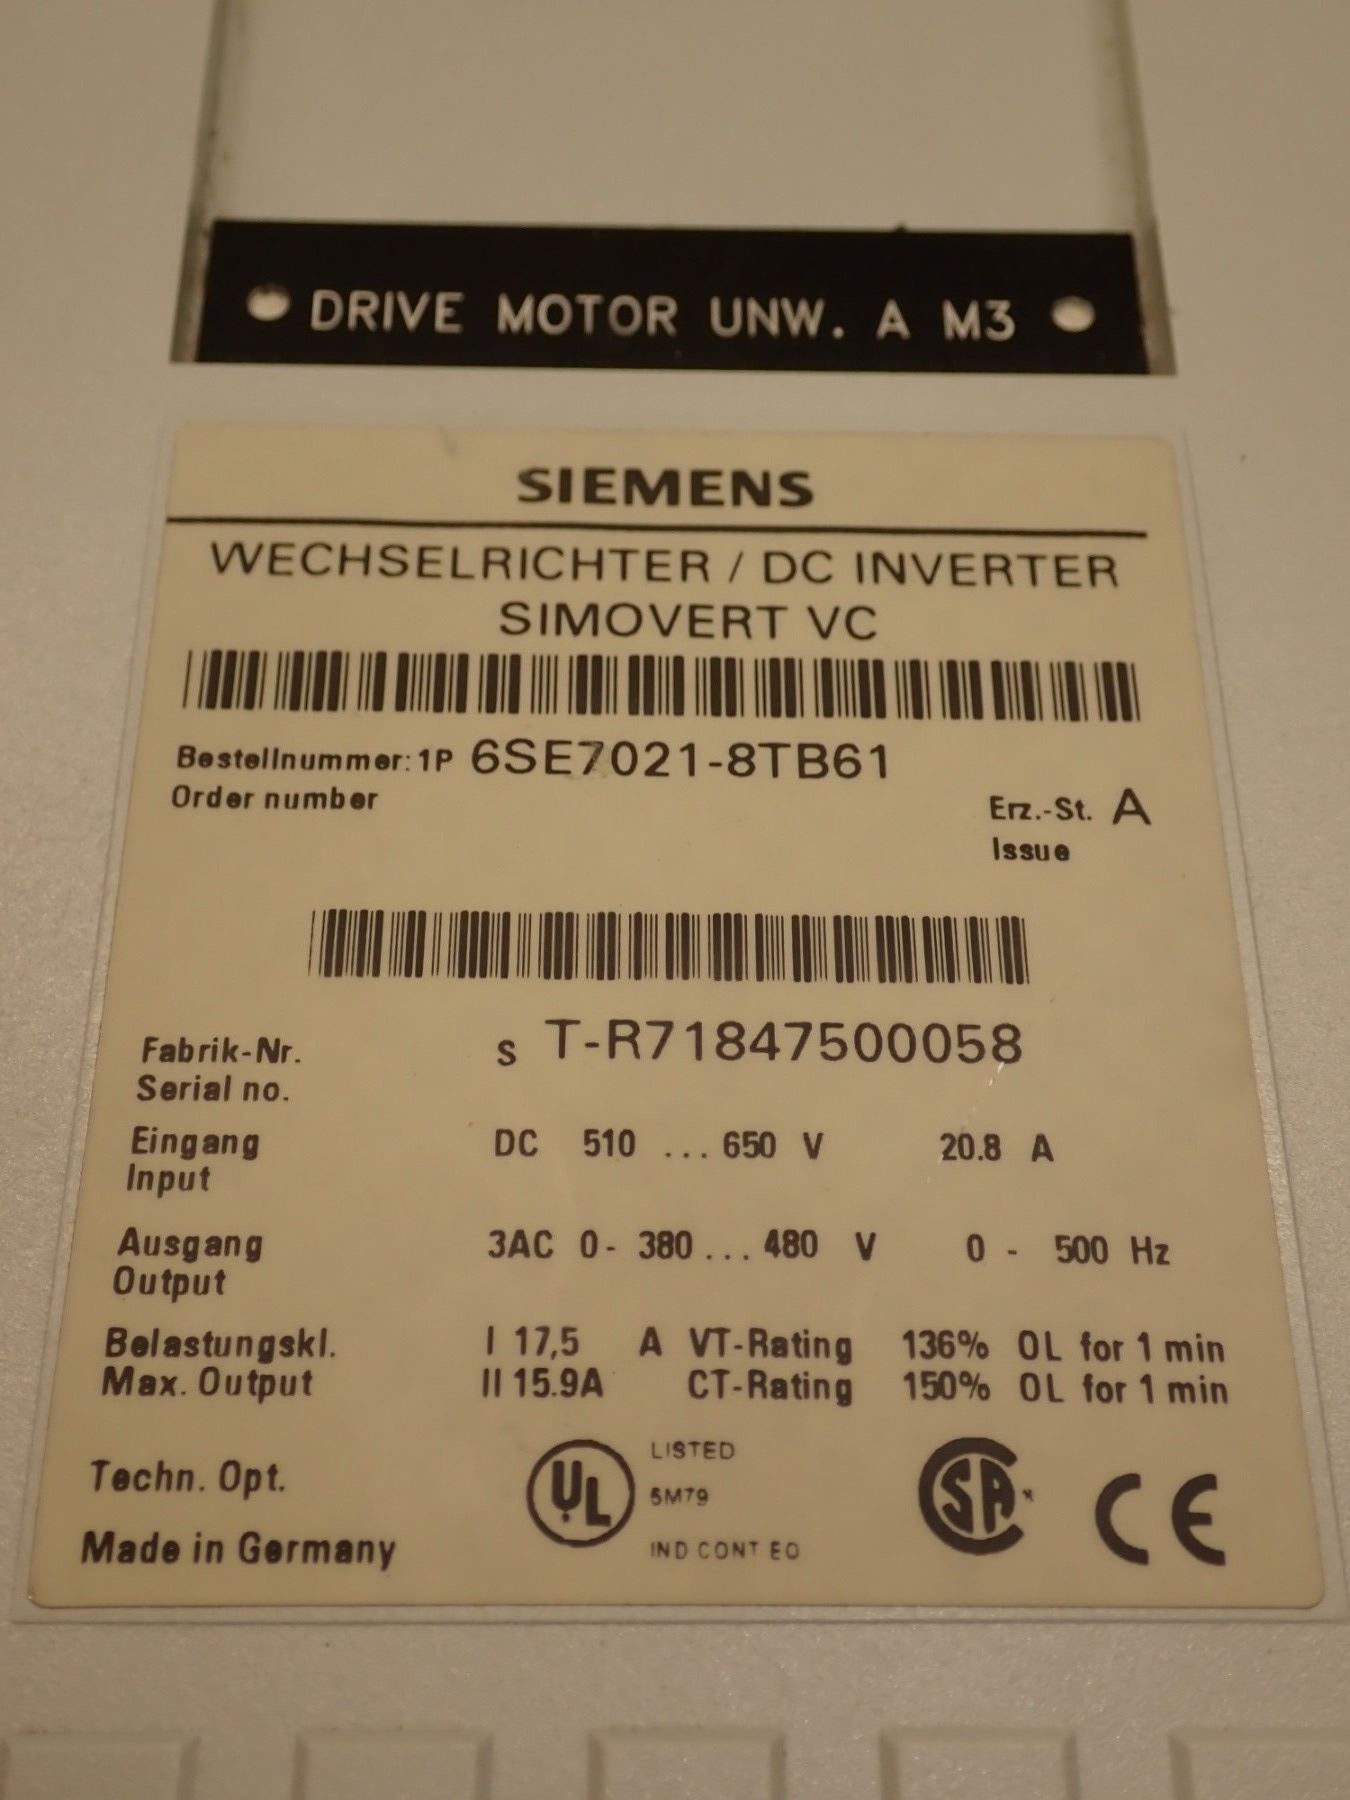 DRIVE MOTOR UNW. A M3
SIEMENS
WECHSELRICHTER / DC INVERTER
SIMOVERT VC
Bestellnummer: 1P 6SE7021-8TB61
Order number
Erz.-St. A
Issue
Fabrik-Nr. S T-R71847500058
Serial no.
Eingang DC 510 ... 650 V 20.8 A
Input
Ausgang 3AC 0- 380 ... 480 V 0 - 500 Hz
Output
Belastungskl. I 17,5 A VT-Rating 136% OL for 1 min
Max. Output II 15.9A CT-Rating 150% OL for 1 min
Techn. Opt.
Made in Germany
UL
LISTED
5M79
IND CONT EQ
SA
CE